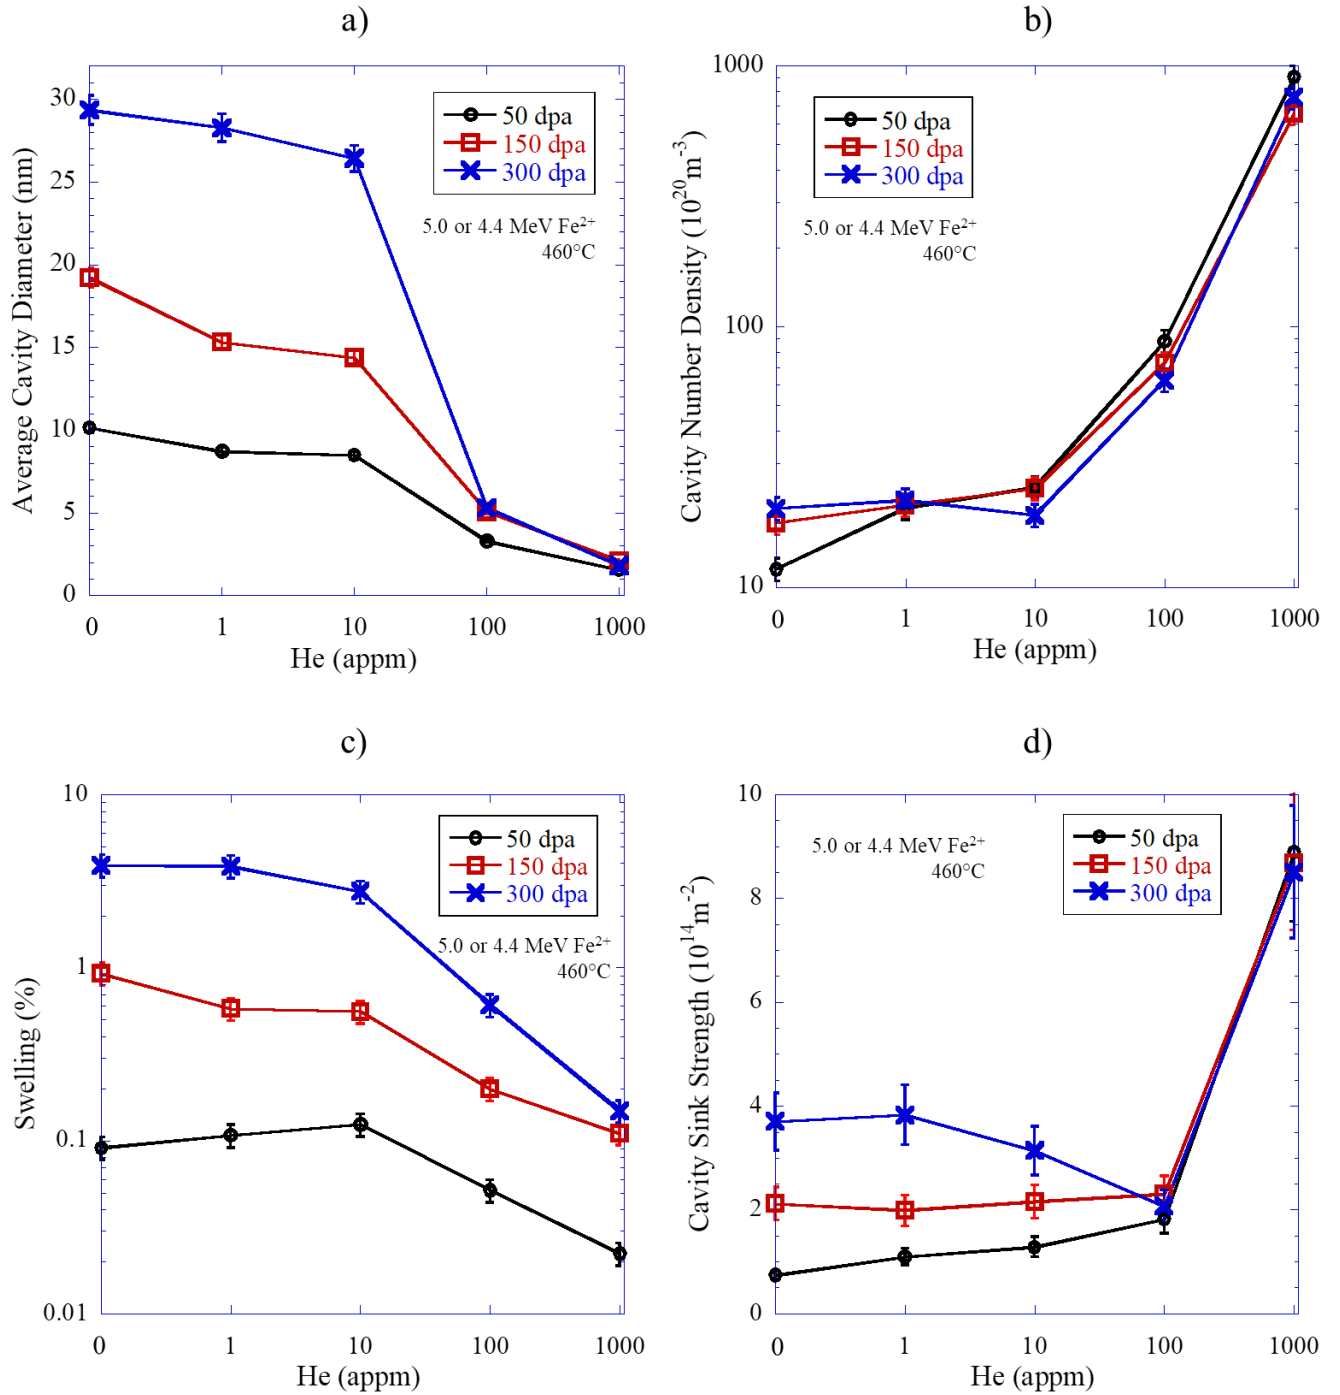 a)
30
25
20
15
10
5
0
Average Cavity Diameter (nm)
50 dpa
150 dpa
300 dpa
5.0 or 4.4 MeV Fe²⁺
460°C
0 1 10 100 1000
He (appm)
b)
1000
100
10
Cavity Number Density (10²⁰m⁻³)
50 dpa
150 dpa
300 dpa
5.0 or 4.4 MeV Fe²⁺
460°C
0 1 10 100 1000
He (appm)
c)
10
1
0.1
0.01
Swelling (%)
50 dpa
150 dpa
300 dpa
5.0 or 4.4 MeV Fe²⁺
460°C
0 1 10 100 1000
He (appm)
d)
10
8
6
4
2
0
Cavity Sink Strength (10¹⁴m⁻²)
5.0 or 4.4 MeV Fe²⁺
460°C
50 dpa
150 dpa
300 dpa
0 1 10 100 1000
He (appm)